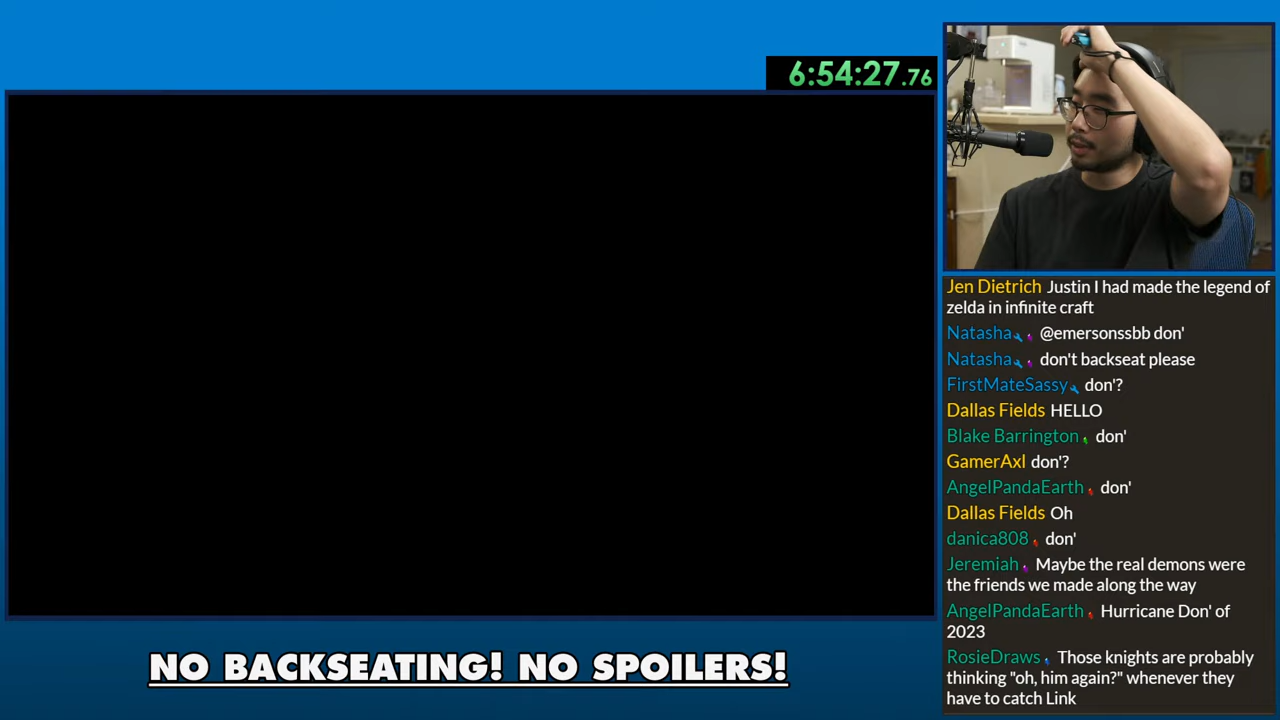 6:54:27.76
Jen Dietrich Justin I had made the legend of
zelda in infinite craft
Natasha @emersonssbb don'
Natasha don't backseat please
FirstMateSassy don'?
Dallas Fields HELLO
Blake Barrington don'
GamerAxl don'?
AngelPandaEarth don'
Dallas Fields Oh
danica808 don'
Jeremiah Maybe the real demons were
the friends we made along the way
AngelPandaEarth Hurricane Don' of
2023
RosieDraws Those knights are probably
thinking "oh, him again?" whenever they
have to catch Link
NO BACKSEATING! NO SPOILERS!